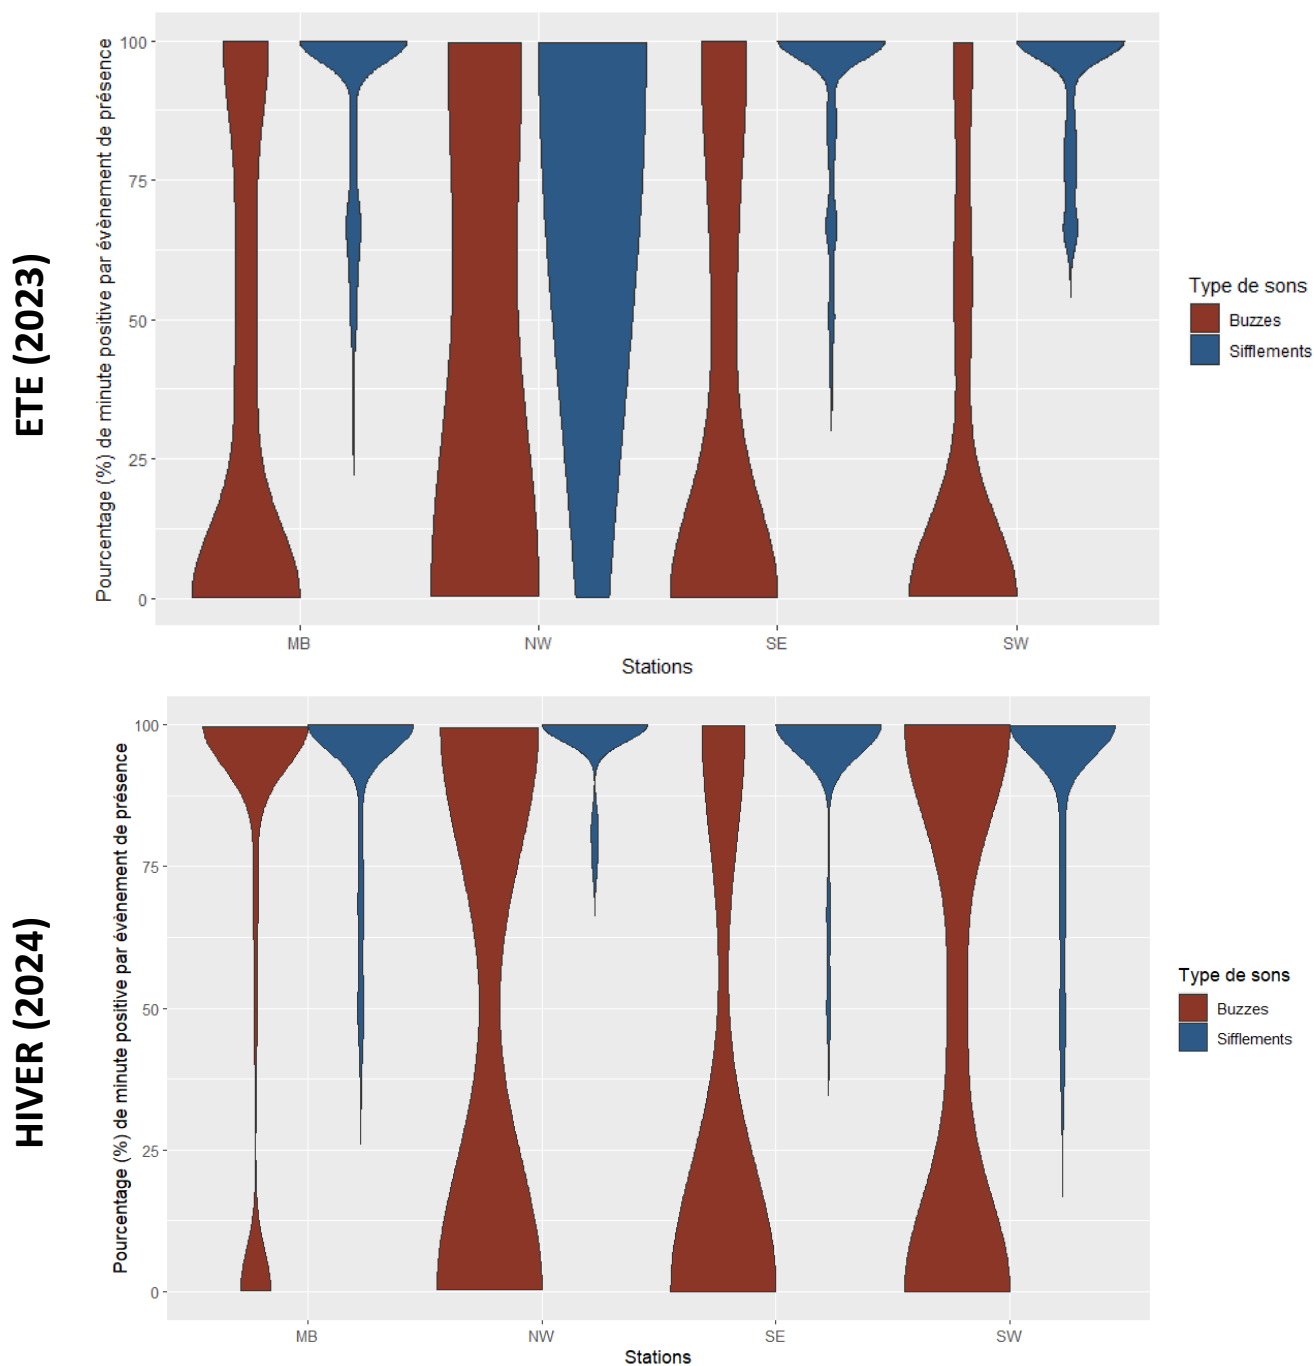 ETE (2023)
Pourcentage (%) de minute positive par évènement de présence
100
75
50
25
0
MB NW SE SW
Stations
Type de sons
Buzzes
Sifflements
HIVER (2024)
Pourcentage (%) de minute positive par évènement de présence
100
75
50
25
0
MB NW SE SW
Stations
Type de sons
Buzzes
Sifflements